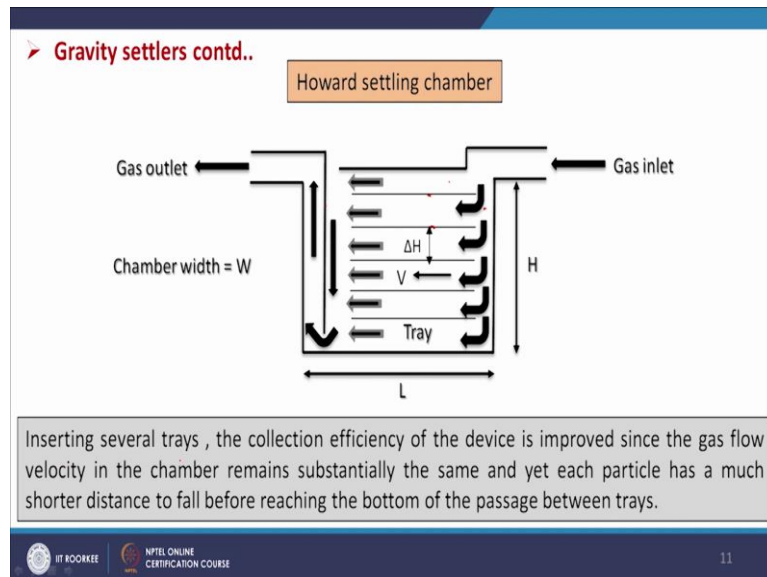 Gravity settlers contd..
Howard settling chamber
Gas outlet
Gas inlet
Chamber width = W
ΔH
V
H
Tray
L
Inserting several trays , the collection efficiency of the device is improved since the gas flow
velocity in the chamber remains substantially the same and yet each particle has a much
shorter distance to fall before reaching the bottom of the passage between trays.
IIT ROORKEE
NPTEL ONLINE
CERTIFICATION COURSE
11